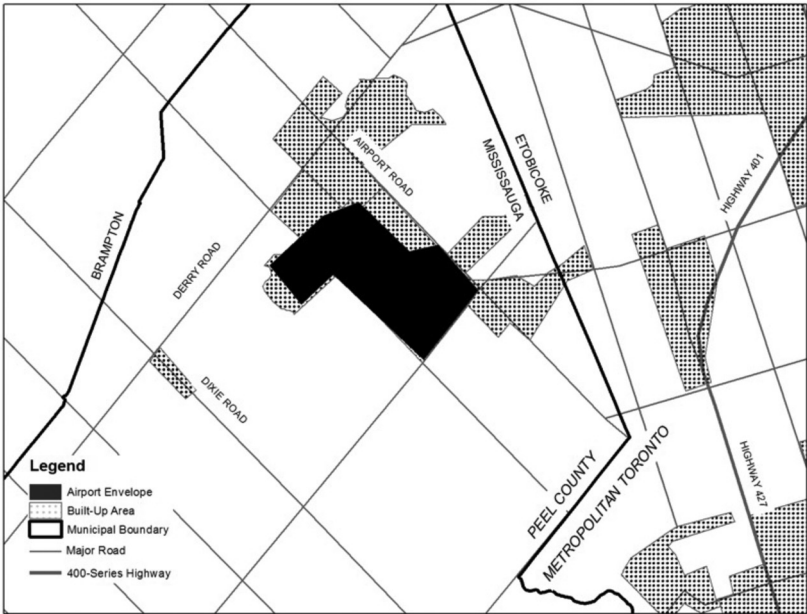 ETOBICOKE
MISSISSAUGA
AIRPORT ROAD
HIGHWAY 401
BRAMPTON
DERRY ROAD
DIXIE ROAD
HIGHWAY 427
PEEL COUNTY
METROPOLITAN TORONTO
Legend
Airport Envelope
Built-Up Area
Municipal Boundary
Major Road
400-Series Highway